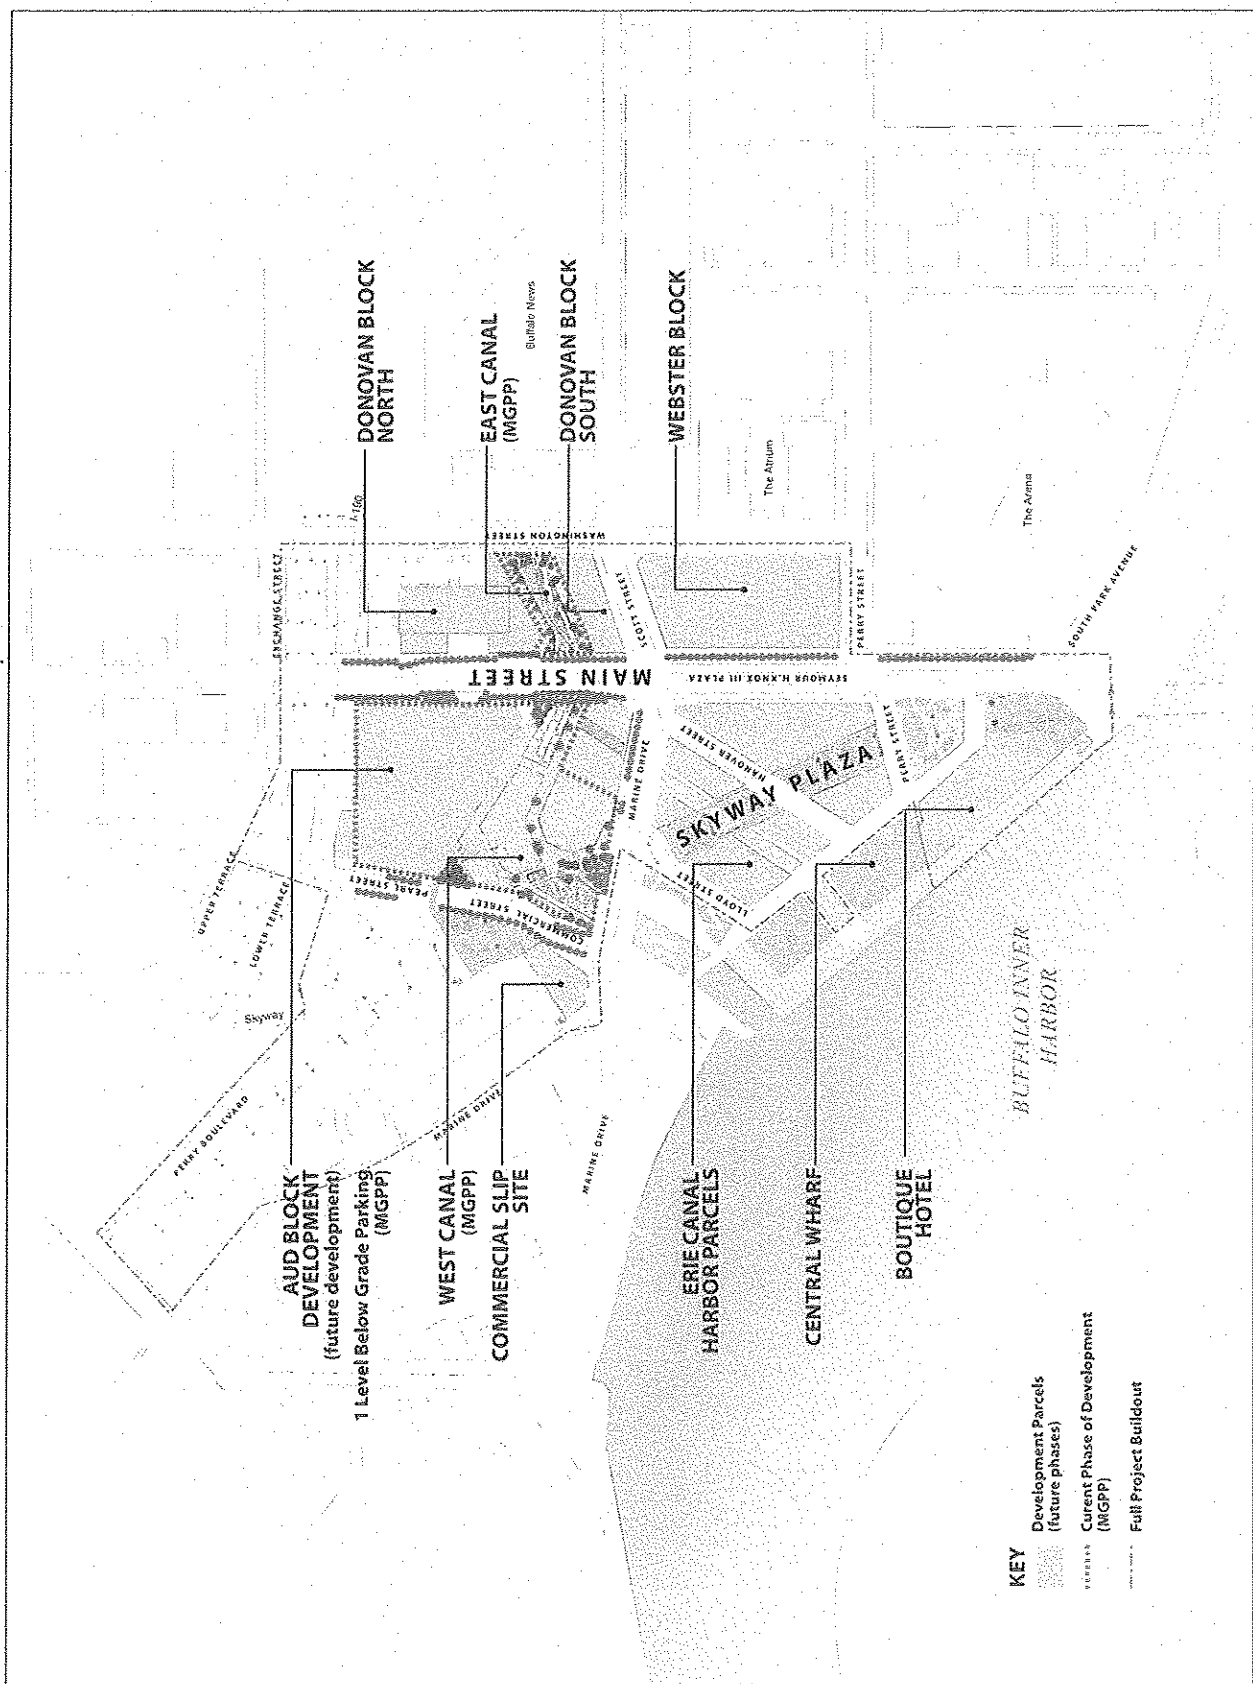 DONOVAN BLOCK
NORTH
EAST CANAL
(MGPP)
Buffalo News
DONOVAN BLOCK
SOUTH
WEBSTER BLOCK
The Atrium
The Arena
I-190
EXCHANGE STREET
WASHINGTON STREET
SCOTT STREET
PERRY STREET
SOUTH PARK AVENUE
MAIN STREET
SEYMOUR H. KNOX III PLAZA
HANOVER STREET
MARINE DRIVE
SKYWAY PLAZA
PERRY STREET
LLOYD STREET
PEARL STREET
COMMERCIAL STREET
UPPER TERRACE
LOWER TERRACE
Skyway
PERRY BOULEVARD
MARINE DRIVE
MARINE DRIVE
BUFFALO INNER
HARBOR
AUD BLOCK
DEVELOPMENT
(future development)
1 Level Below Grade Parking
(MGPP)
WEST CANAL
(MGPP)
COMMERCIAL SLIP
SITE
ERIE CANAL
HARBOR PARCELS
CENTRAL WHARF
BOUTIQUE
HOTEL
KEY
Development Parcels
(future phases)
Curent Phase of Development
(MGPP)
Full Project Buildout